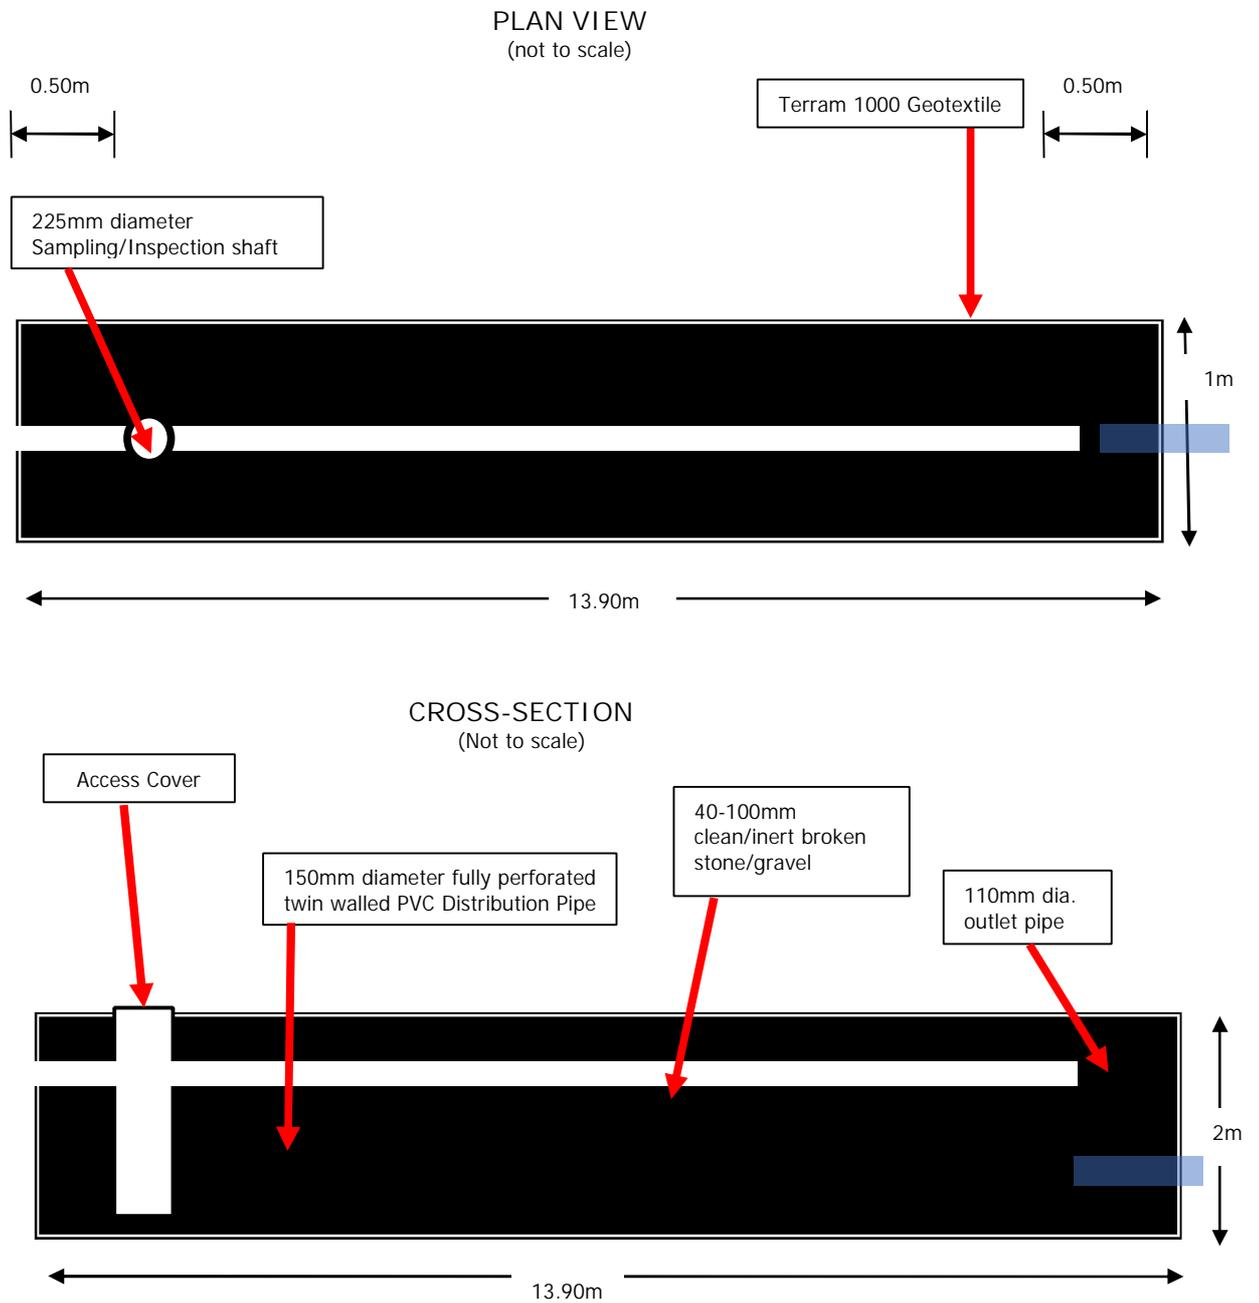 PLAN VIEW
(not to scale)
0.50m
0.50m
Terram 1000 Geotextile
225mm diameter
Sampling/Inspection shaft
1m
13.90m
CROSS-SECTION
(Not to scale)
Access Cover
40-100mm
clean/inert broken
stone/gravel
150mm diameter fully perforated
twin walled PVC Distribution Pipe
110mm dia.
outlet pipe
2m
13.90m